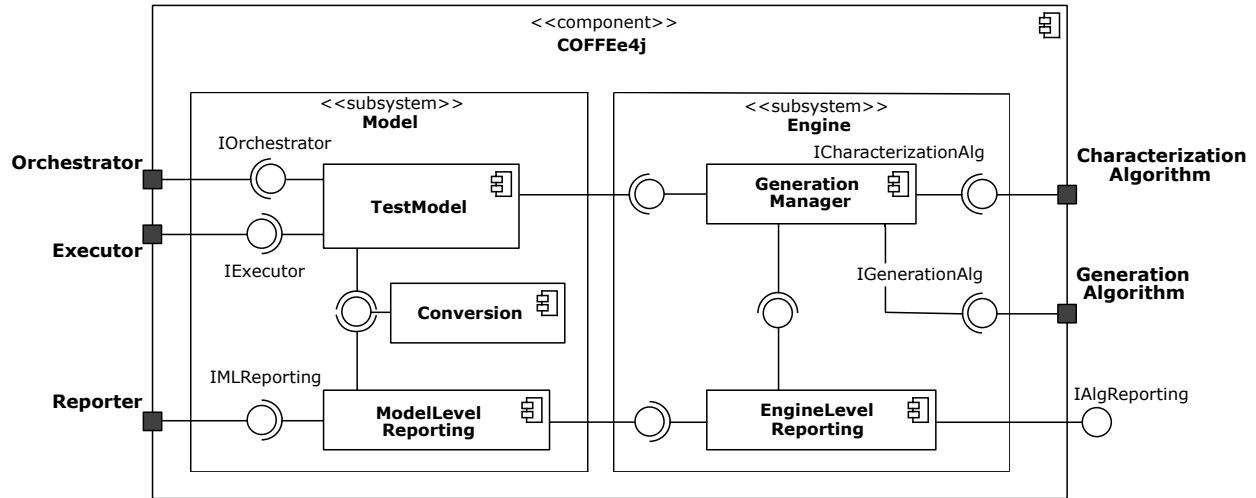 <<component>>
COFFEe4j
<<subsystem>>
Model
<<subsystem>>
Engine
Orchestrator
IOrchestrator
TestModel
Executor
IExecutor
Conversion
Reporter
IMLReporting
ModelLevel
Reporting
ICharacterizationAlg
Generation
Manager
Characterization
Algorithm
IGenerationAlg
Generation
Algorithm
EngineLevel
Reporting
IAlgReporting